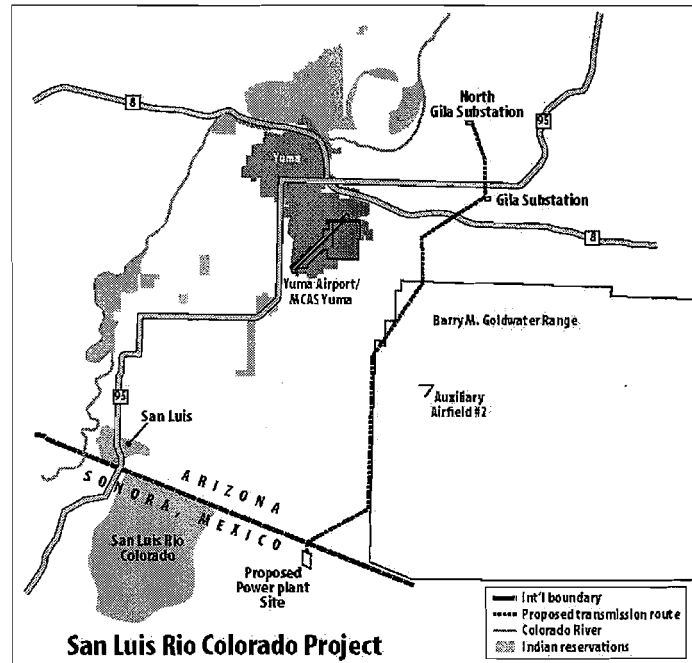 North
Gila Substation
8
95
Yuma
Gila Substation
8
Yuma Airport/
MCAS Yuma
Barry M. Goldwater Range
Auxiliary
Airfield #2
95
San Luis
ARIZONA
SONORA, MEXICO
San Luis Rio
Colorado
Proposed
Power plant
Site
Int'l boundary
Proposed transmission route
Colorado River
Indian reservations
San Luis Rio Colorado Project